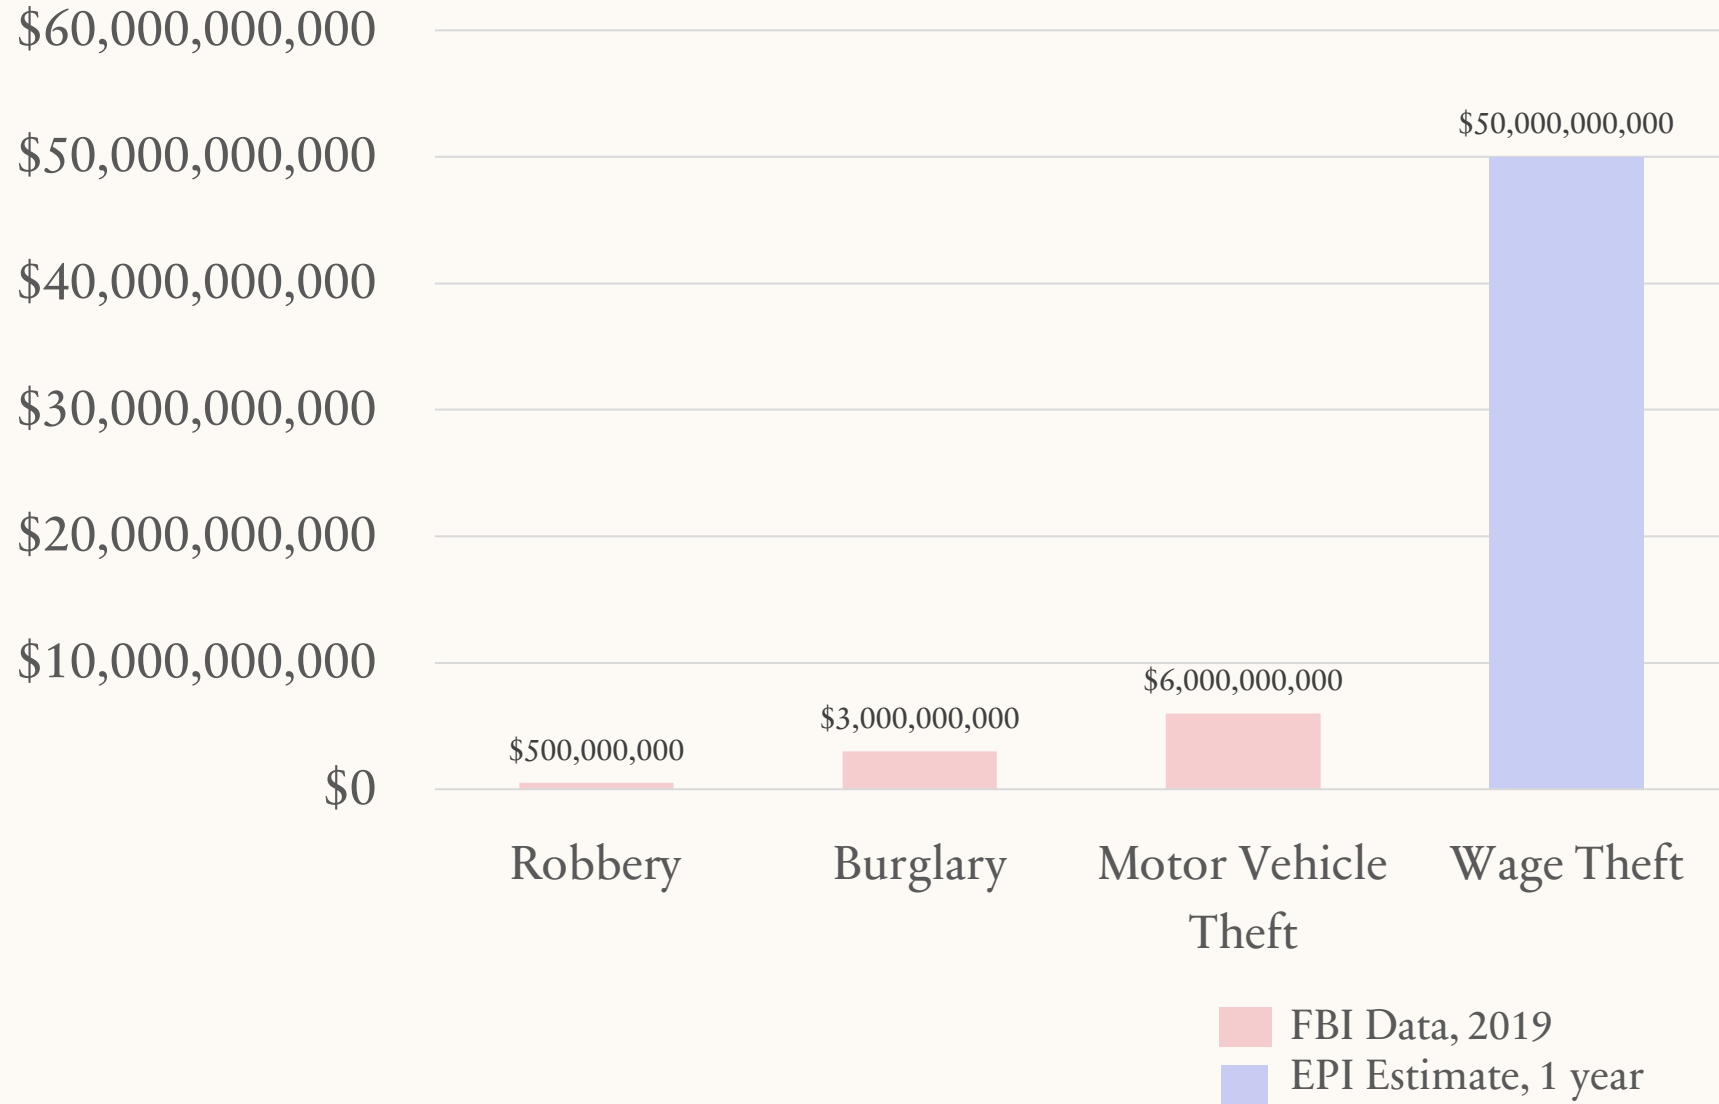 $60,000,000,000
$50,000,000,000
$50,000,000,000
$40,000,000,000
$30,000,000,000
$20,000,000,000
$10,000,000,000
$6,000,000,000
$3,000,000,000
$500,000,000
$0
Robbery
Burglary
Motor Vehicle
Theft
Wage Theft
FBI Data, 2019
EPI Estimate, 1 year